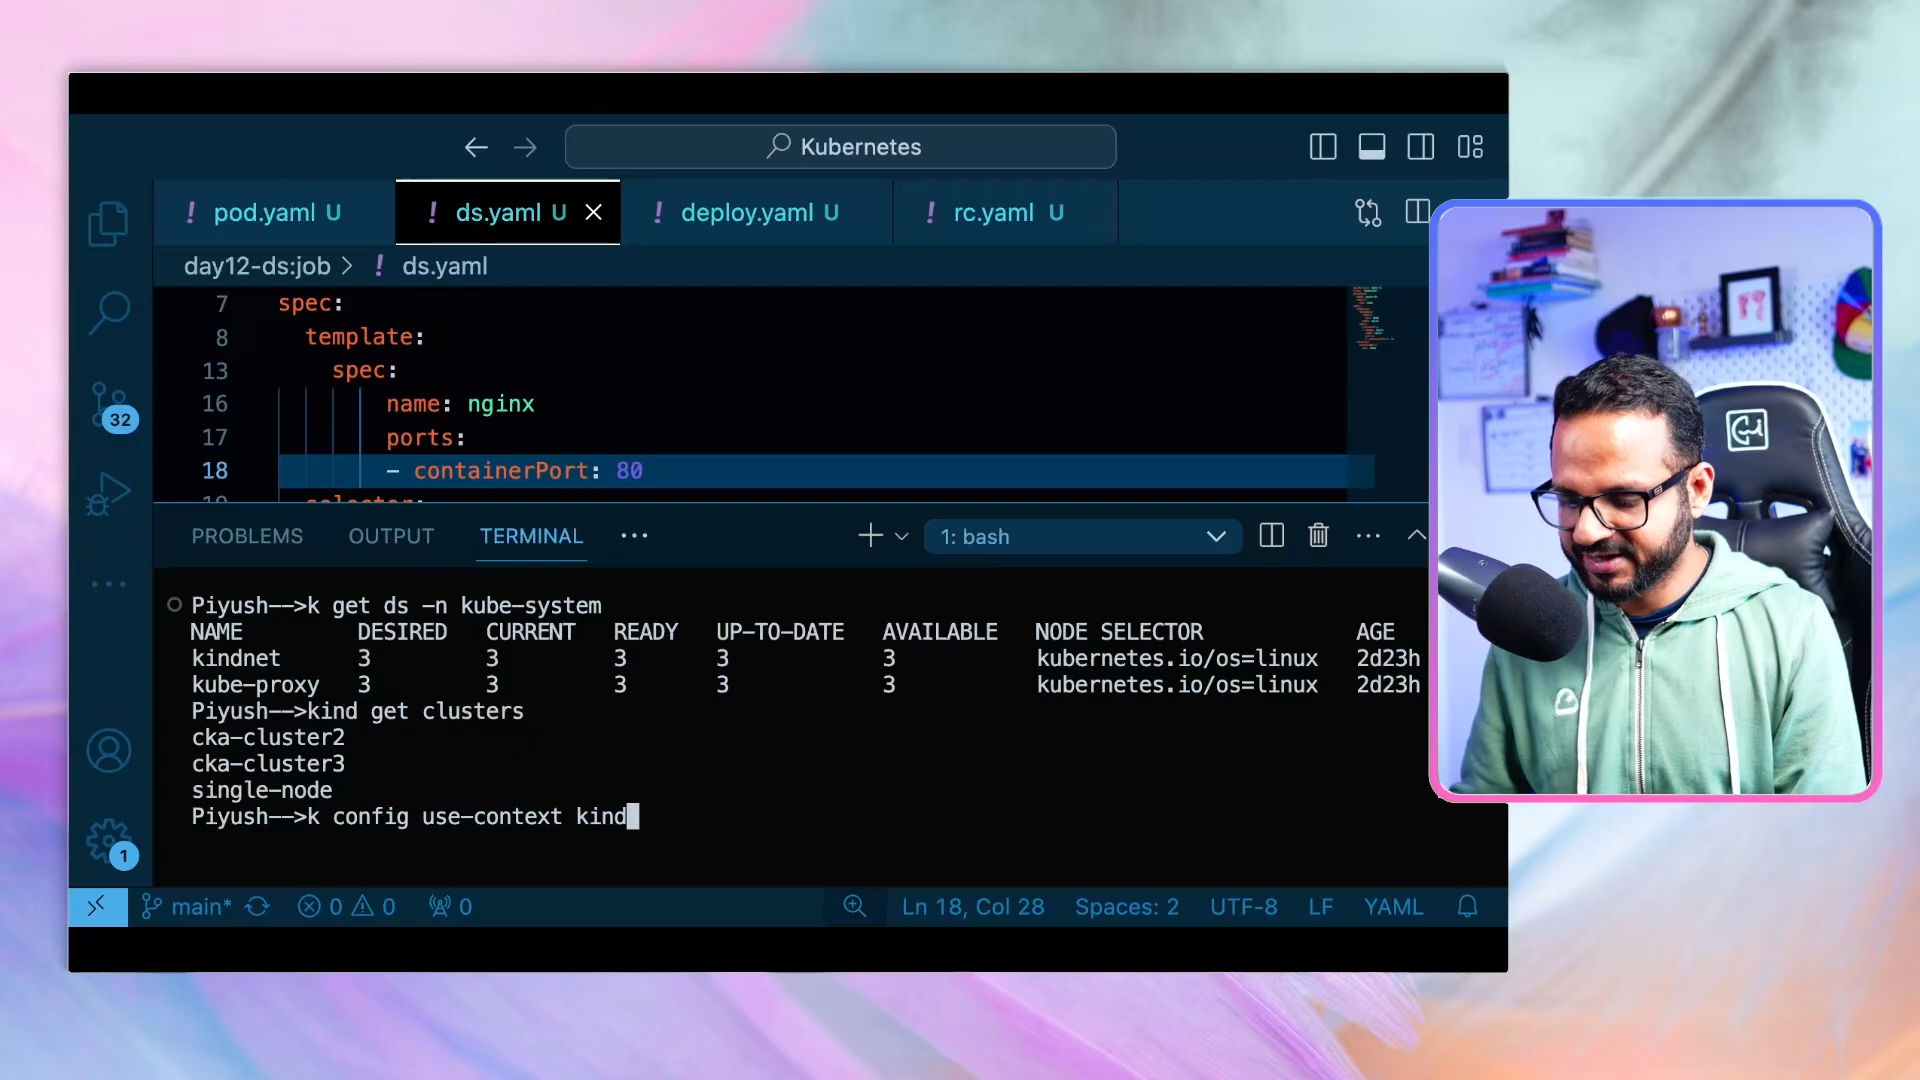 Kubernetes
! pod.yaml U
! ds.yaml U
! deploy.yaml U
! rc.yaml U
day12-ds:job > ! ds.yaml
7 spec:
8 template:
13 spec:
16 name: nginx
17 ports:
18 - containerPort: 80
32
PROBLEMS OUTPUT TERMINAL ...
1: bash
Piyush-->k get ds -n kube-system
NAME DESIRED CURRENT READY UP-TO-DATE AVAILABLE NODE SELECTOR AGE
kindnet 3 3 3 3 3 kubernetes.io/os=linux 2d23h
kube-proxy 3 3 3 3 3 kubernetes.io/os=linux 2d23h
Piyush-->kind get clusters
cka-cluster2
cka-cluster3
single-node
Piyush-->k config use-context kind
1
main* 0 0 0 Ln 18, Col 28 Spaces: 2 UTF-8 LF YAML